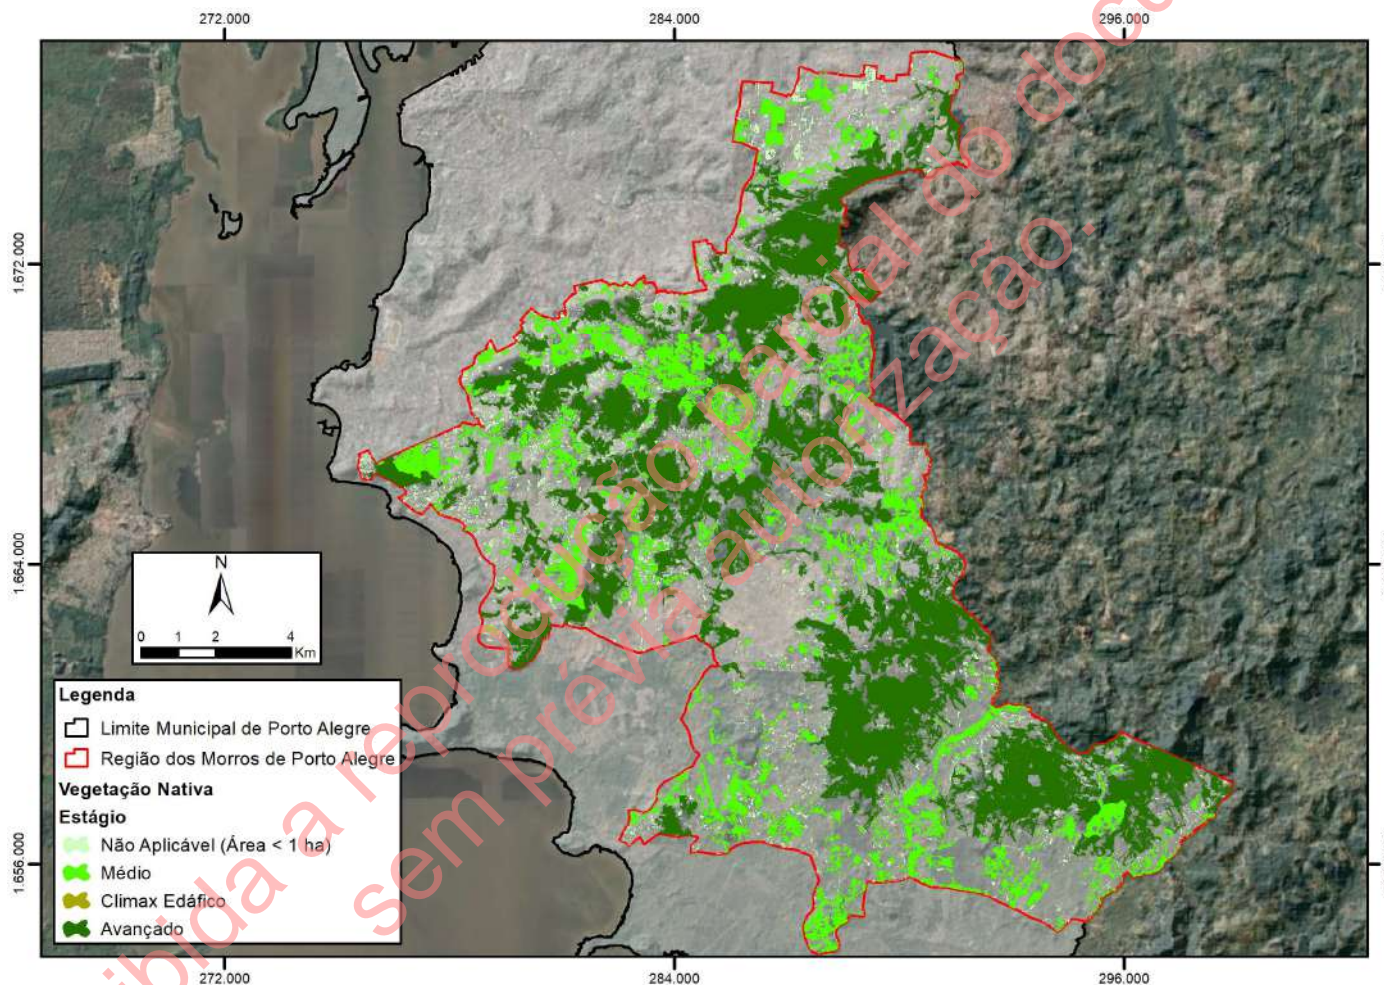 272.000
284.000
296.000
1.672.000
1.664.000
1.656.000
N
0 1 2 4
Km
Legenda
Limite Municipal de Porto Alegre
Região dos Morros de Porto Alegre
Vegetação Nativa
Estágio
Não Aplicável (Área < 1 ha)
Médio
Climax Edáfico
Avançado
272.000
284.000
296.000
ibida a reprodução parcial do doc
sem prévia autorização.